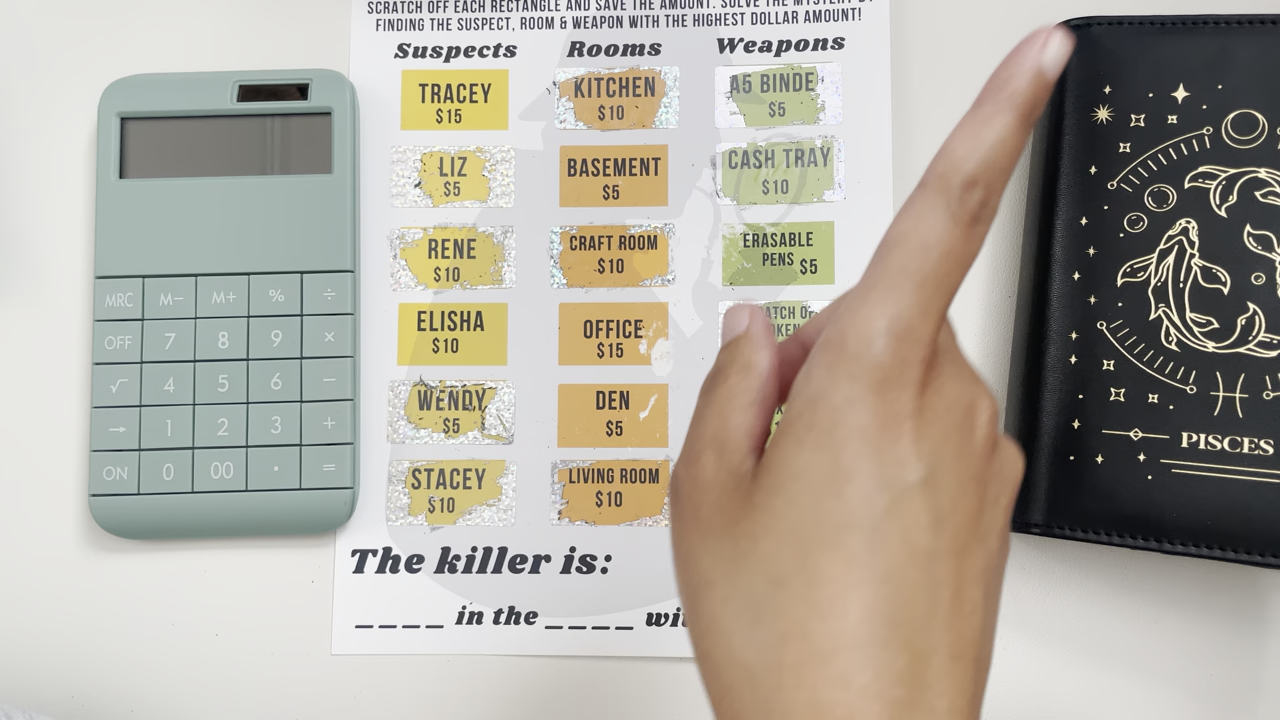 SCRATCH OFF EACH RECTANGLE AND SAVE THE AMOUNT. SOLVE THE MYSTERY BY
FINDING THE SUSPECT, ROOM & WEAPON WITH THE HIGHEST DOLLAR AMOUNT!
Suspects Rooms Weapons
TRACEY
$15
KITCHEN
$10
A5 BINDE
$5
LIZ
$5
BASEMENT
$5
CASH TRAY
$10
RENE
$10
CRAFT ROOM
$10
ERASABLE
PENS $5
ELISHA
$10
OFFICE
$15
WENDY
$5
DEN
$5
STACEY
$10
LIVING ROOM
$10
The killer is:
____ in the ____
MRC M− M+ % ÷
OFF 7 8 9 ×
√ 4 5 6 −
→ 1 2 3 +
ON 0 00 · =
PISCES